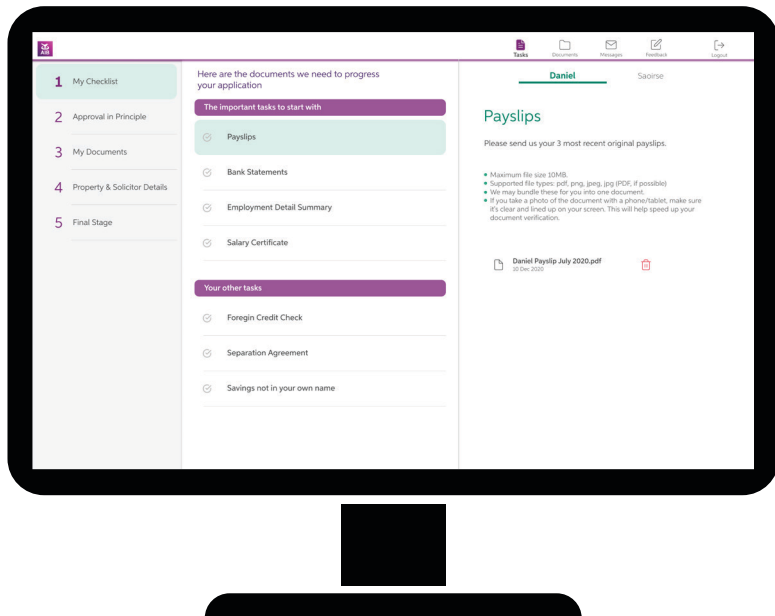 AIB
Tasks
Documents
Messages
Feedback
Logout
1 My Checklist
2 Approval in Principle
3 My Documents
4 Property & Solicitor Details
5 Final Stage
Here are the documents we need to progress
your application
The important tasks to start with
Payslips
Bank Statements
Employment Detail Summary
Salary Certificate
Your other tasks
Foregin Credit Check
Separation Agreement
Savings not in your own name
Daniel
Saoirse
Payslips
Please send us your 3 most recent original payslips.
Maximum file size 10MB.
Supported file types: pdf, png, jpeg, jpg (PDF, if possible)
We may bundle these for you into one document.
If you take a photo of the document with a phone/tablet, make sure
it's clear and lined up on your screen. This will help speed up your
document verification.
Daniel Payslip July 2020.pdf
10 Dec 2020